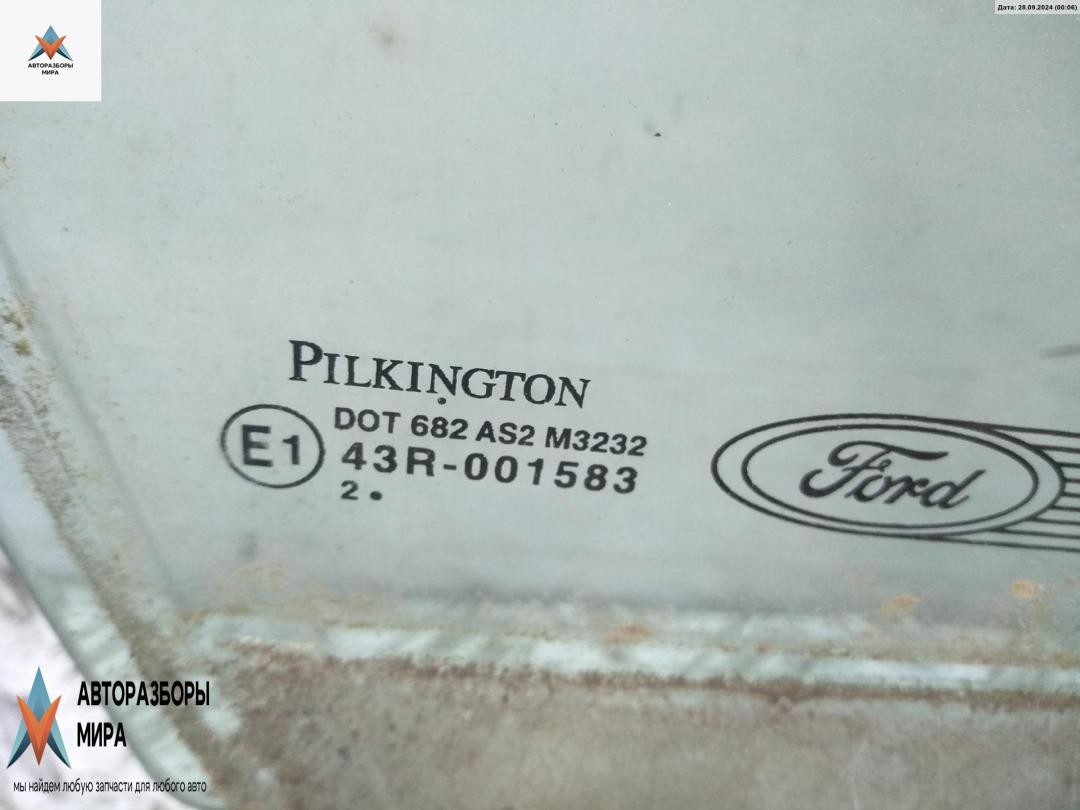 Дата: 28.09.2024 (00:06)
АВТОРАЗБОРЫ
МИРА
PILKINGTON
E1
DOT 682 AS2 M3232
43R-001583
2 •
Ford
АВТОРАЗБОРЫ
МИРА
мы найдем любую запчасти для любого авто